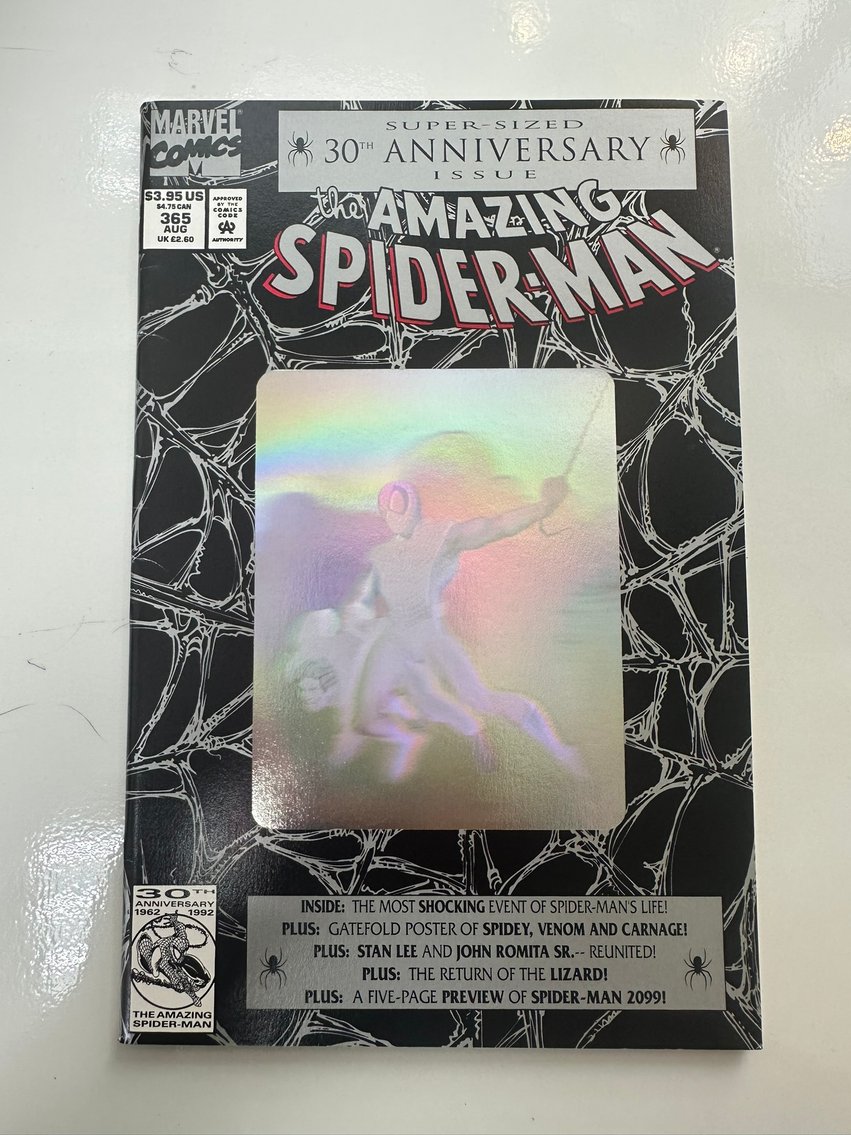 MARVEL
COMICS
$3.95 US
$4.75 CAN
365
AUG
UK £2.60
APPROVED
BY THE
COMICS
CODE
CA
AUTHORITY
SUPER-SIZED
30TH ANNIVERSARY
ISSUE
the AMAZING
SPIDER-MAN®
30TH
ANNIVERSARY
1962 1992
THE AMAZING
SPIDER-MAN
INSIDE: THE MOST SHOCKING EVENT OF SPIDER-MAN'S LIFE!
PLUS: GATEFOLD POSTER OF SPIDEY, VENOM AND CARNAGE!
PLUS: STAN LEE AND JOHN ROMITA SR.-- REUNITED!
PLUS: THE RETURN OF THE LIZARD!
PLUS: A FIVE-PAGE PREVIEW OF SPIDER-MAN 2099!